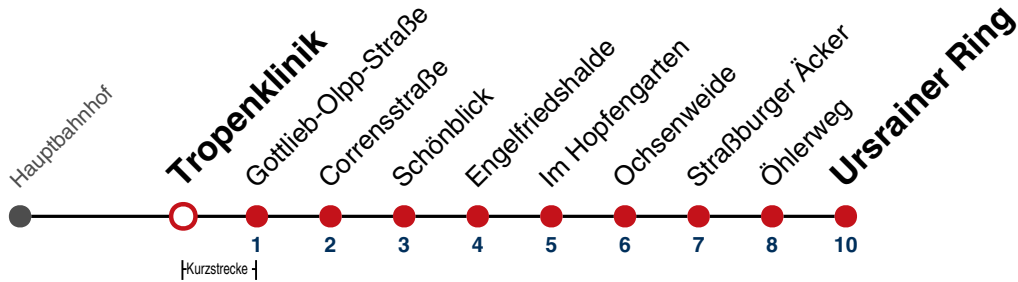 Hauptbahnhof
Tropenklinik
Gottlieb-Olpp-Straße
Corrensstraße
Schönblick
Engelfriedshalde
Im Hopfengarten
Ochsenweide
Straßburger Äcker
Öhlerweg
Ursrainer Ring
1 2 3 4 5 6 7 8 10
Kurzstrecke